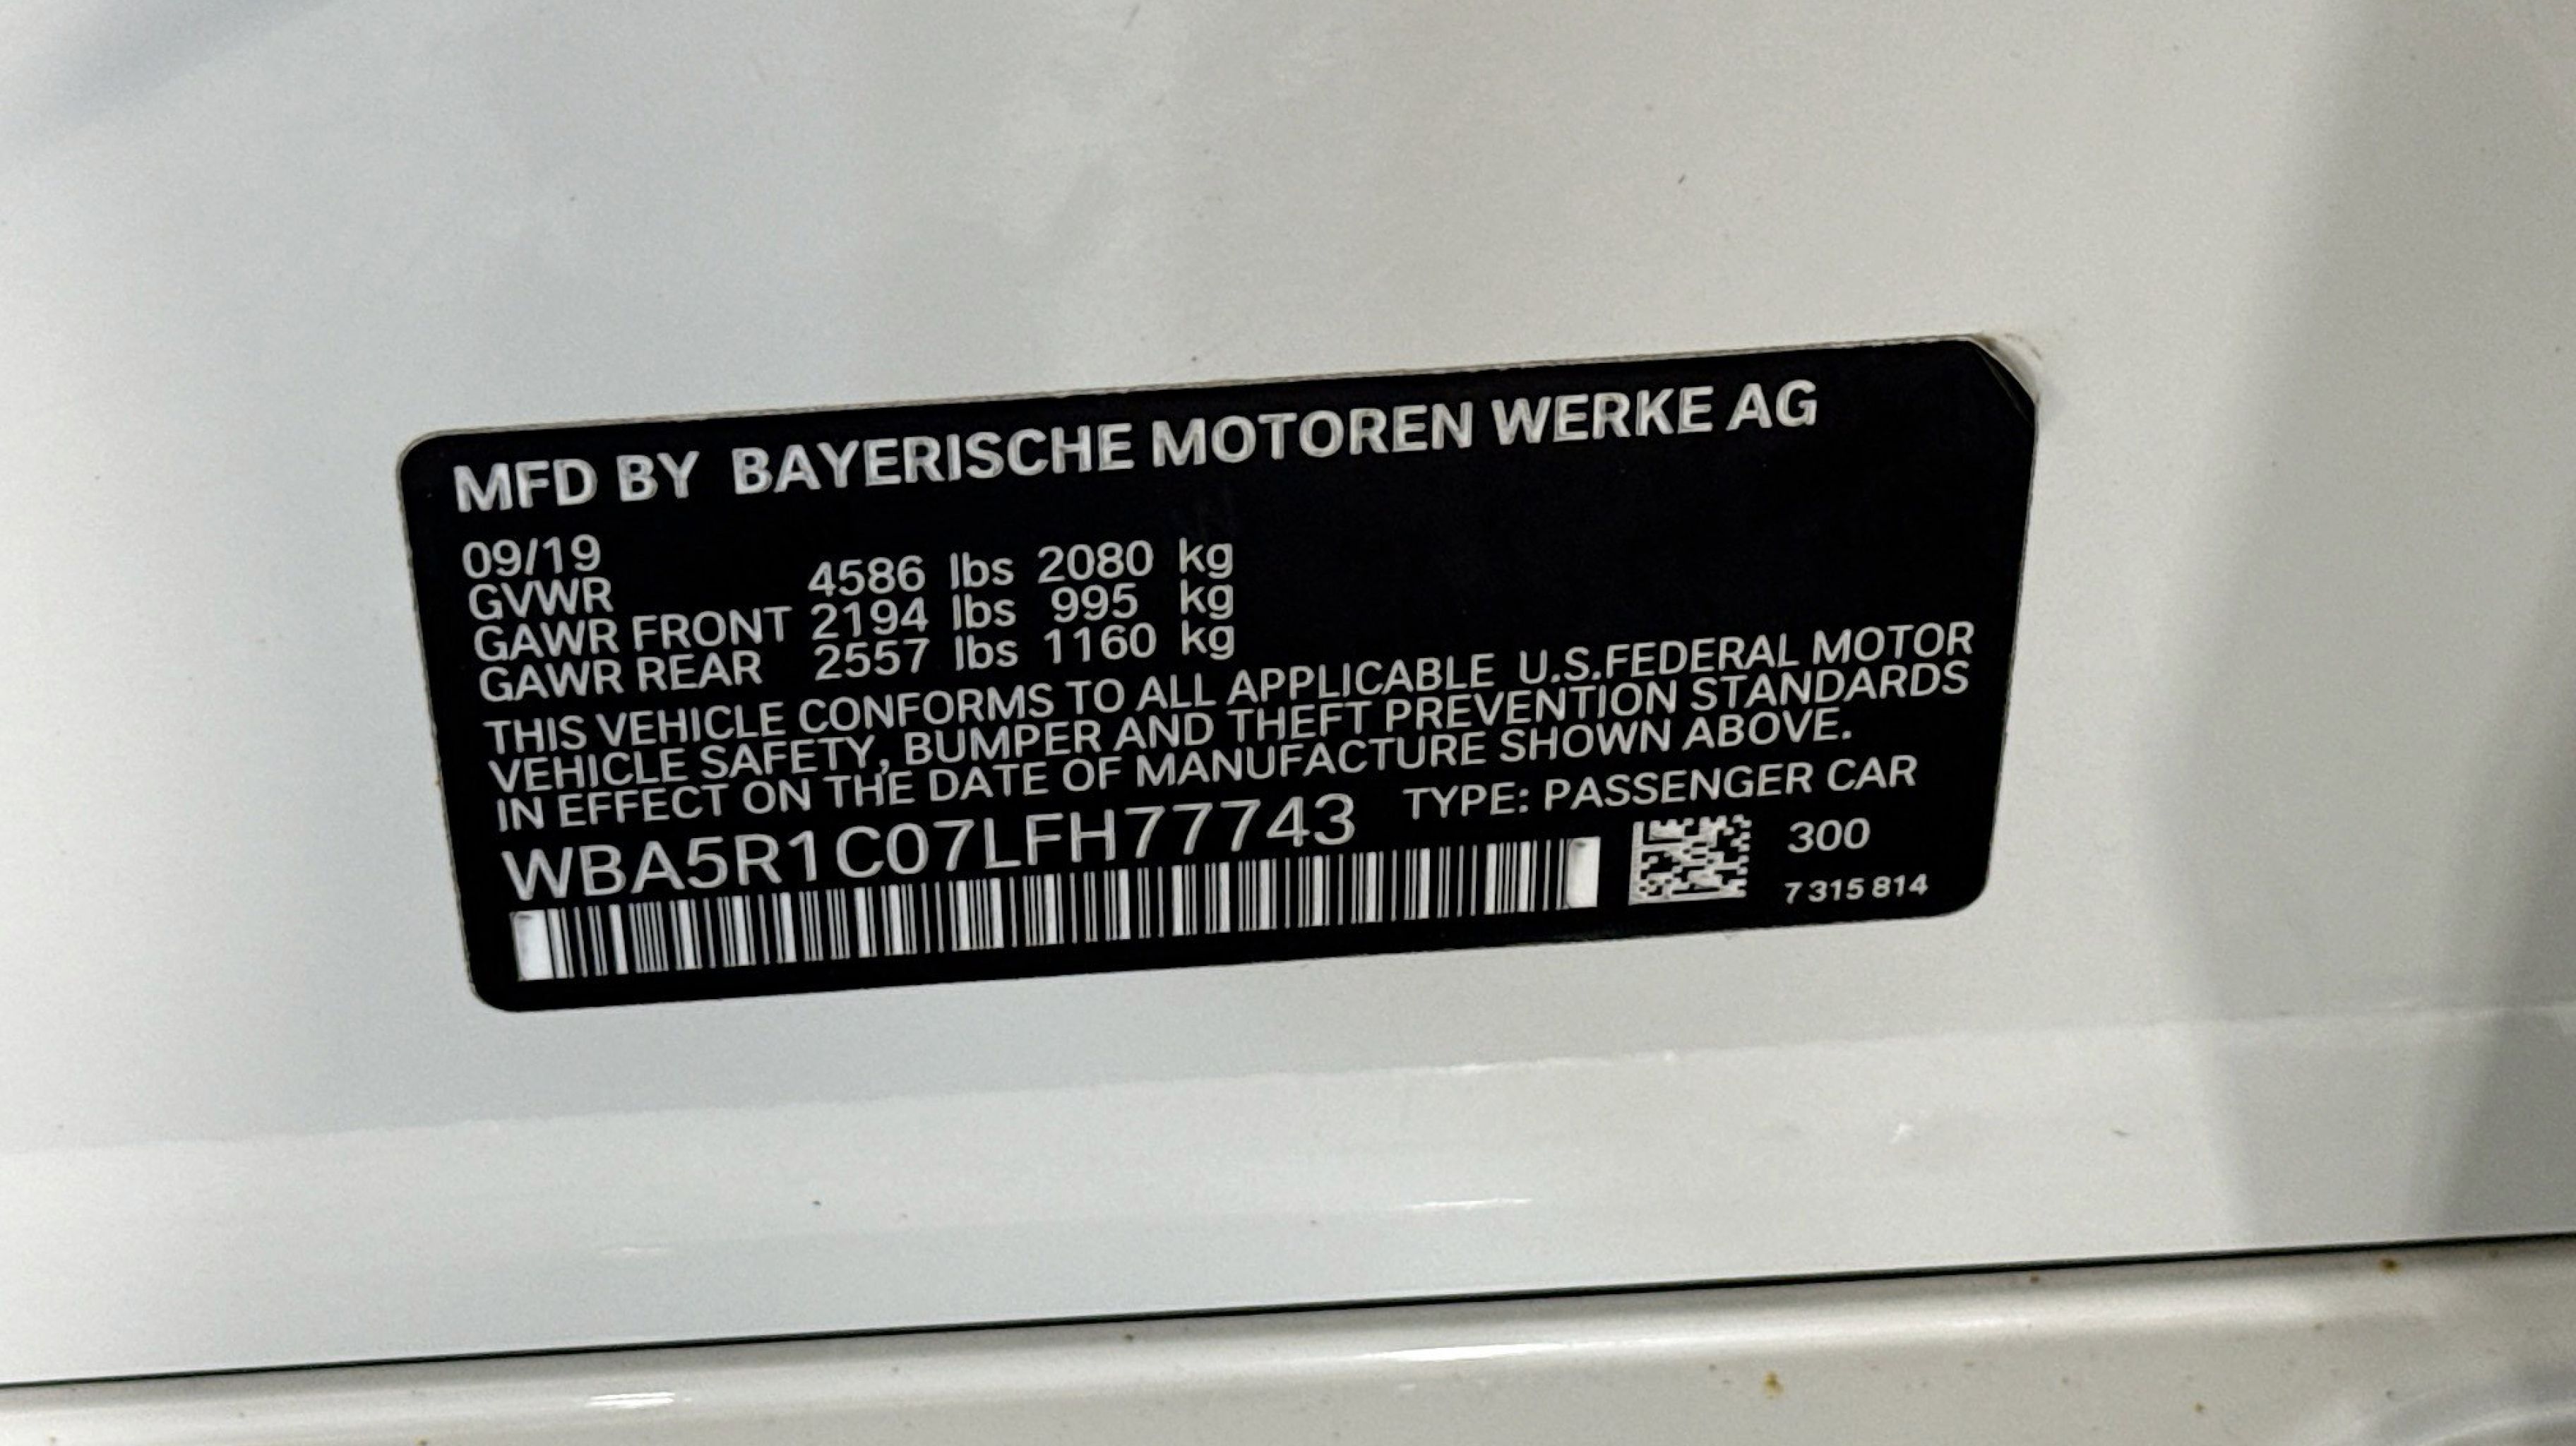 MFD BY BAYERISCHE MOTOREN WERKE AG
09/19
GVWR 4586 lbs 2080 kg
GAWR FRONT 2194 lbs 995 kg
GAWR REAR 2557 lbs 1160 kg
THIS VEHICLE CONFORMS TO ALL APPLICABLE U.S.FEDERAL MOTOR
VEHICLE SAFETY, BUMPER AND THEFT PREVENTION STANDARDS
IN EFFECT ON THE DATE OF MANUFACTURE SHOWN ABOVE.
WBA5R1C07LFH77743 TYPE: PASSENGER CAR
300
7 315 814